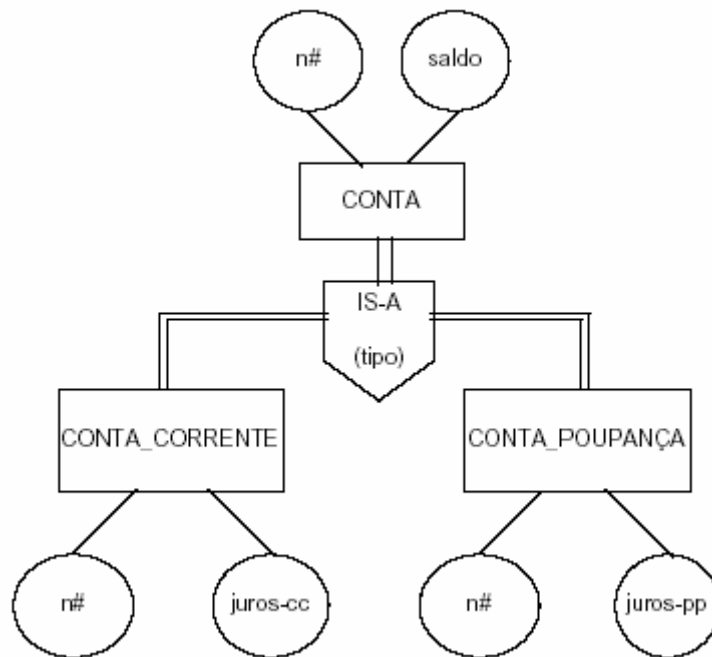 n#
saldo
CONTA
IS-A
(tipo)
CONTA_CORRENTE
CONTA_POUPANÇA
n#
juros-cc
n#
juros-pp